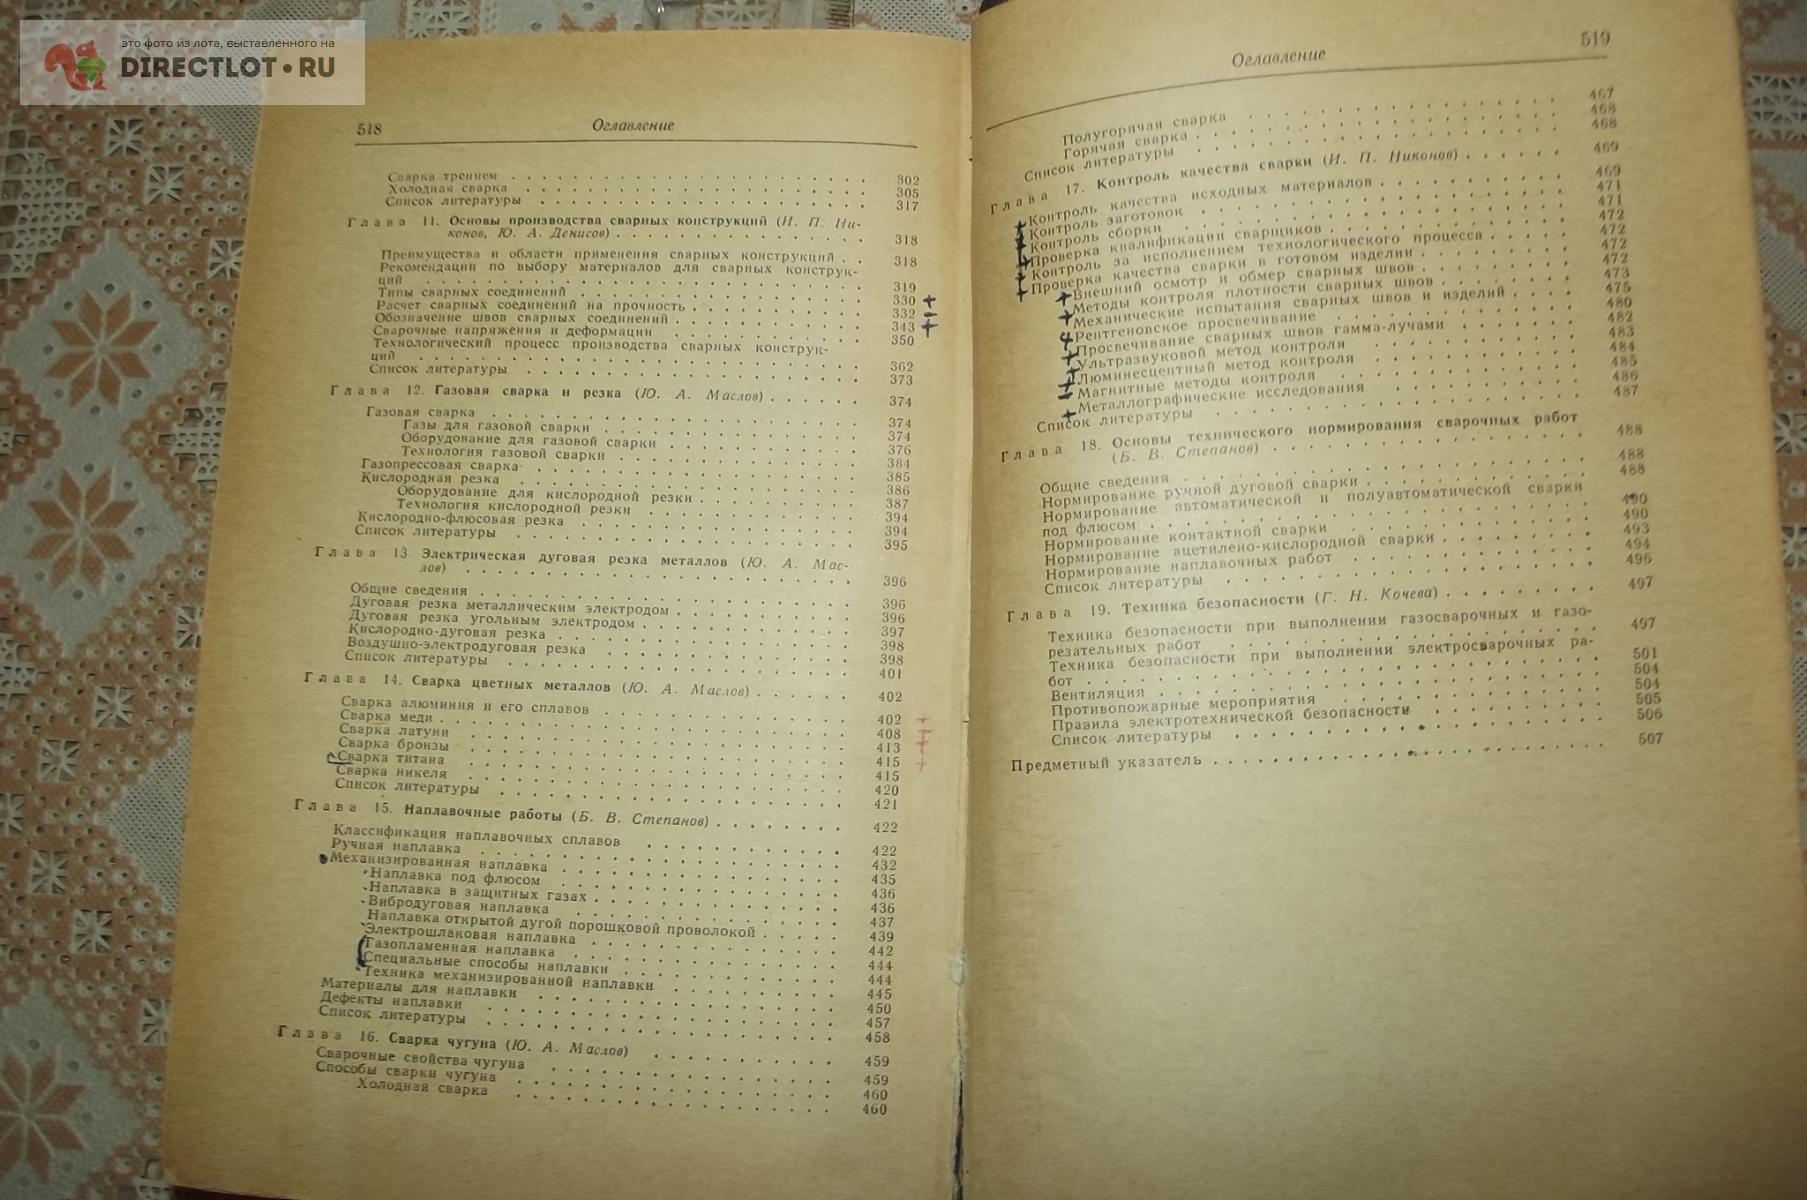 это фото из лота, выставленного на
DIRECTLOT•RU
518
Оглавление
Сварка трением 302
Холодная сварка 305
Список литературы 317
Глава 11. Основы производства сварных конструкций (И. П. Ни-
конов, Ю. А. Денисов) 318
Преимущества и области применения сварных конструкций 318
Рекомендации по выбору материалов для сварных конструк-
ций 319
Типы сварных соединений 330 +
Расчет сварных соединений на прочность 332
Обозначение швов сварных соединений 343 +
Сварочные напряжения и деформации 350
Технологический процесс производства сварных конструк-
ций 362
Список литературы 373
Глава 12. Газовая сварка и резка (Ю. А. Маслов) 374
Газовая сварка 374
Газы для газовой сварки 374
Оборудование для газовой сварки 376
Технология газовой сварки 384
Газопрессовая сварка 385
Кислородная резка 386
Оборудование для кислородной резки 387
Технология кислородной резки 394
Кислородно-флюсовая резка 394
Список литературы 395
Глава 13. Электрическая дуговая резка металлов (Ю. А. Мас-
лов) 396
Общие сведения 396
Дуговая резка металлическим электродом 396
Дуговая резка угольным электродом 397
Кислородно-дуговая резка 398
Воздушно-электродуговая резка 398
Список литературы 401
Глава 14. Сварка цветных металлов (Ю. А. Маслов) 402
Сварка алюминия и его сплавов 402
Сварка меди 408
Сварка латуни 413
Сварка бронзы 415
Сварка титана 415
Сварка никеля 420
Список литературы 421
Глава 15. Наплавочные работы (Б. В. Степанов) 422
Классификация наплавочных сплавов 422
Ручная наплавка 432
Механизированная наплавка 435
Наплавка под флюсом 436
Наплавка в защитных газах 436
Вибродуговая наплавка 437
Наплавка открытой дугой порошковой проволокой 439
Электрошлаковая наплавка 442
Газопламенная наплавка 444
Специальные способы наплавки 444
Техника механизированной наплавки 445
Материалы для наплавки 450
Дефекты наплавки 457
Список литературы 458
Глава 16. Сварка чугуна (Ю. А. Маслов) 459
Сварочные свойства чугуна 459
Способы сварки чугуна 460
Холодная сварка 460
Оглавление
519
Полугорячая сварка 467
Горячая сварка 468
Список литературы 468
Глава 17. Контроль качества сварки (И. П. Никонов) 469
Контроль качества исходных материалов 469
Контроль заготовок 471
Контроль сборки 471
Проверка квалификации сварщиков 472
Контроль за исполнением технологического процесса 472
Проверка качества сварки в готовом изделии 472
Внешний осмотр и обмер сварных швов 473
Методы контроля плотности сварных швов 475
Механические испытания сварных швов и изделий 480
Рентгеновское просвечивание 482
Просвечивание сварных швов гамма-лучами 483
Ультразвуковой метод контроля 484
Люминесцентный метод контроля 485
Магнитные методы контроля 486
Металлографические исследования 487
Список литературы
Глава 18. Основы технического нормирования сварочных работ
(Б. В. Степанов) 488
Общие сведения 488
Нормирование ручной дуговой сварки 488
Нормирование автоматической и полуавтоматической сварки
под флюсом 490
Нормирование контактной сварки 490
Нормирование ацетилено-кислородной сварки 493
Нормирование наплавочных работ 494
Список литературы 496
Глава 19. Техника безопасности (Г. Н. Кочева) 497
Техника безопасности при выполнении газосварочных и газо-
резательных работ 497
Техника безопасности при выполнении электросварочных ра-
бот 501
Вентиляция 504
Противопожарные мероприятия 504
Правила электротехнической безопасности 505
Список литературы 506
Предметный указатель 507